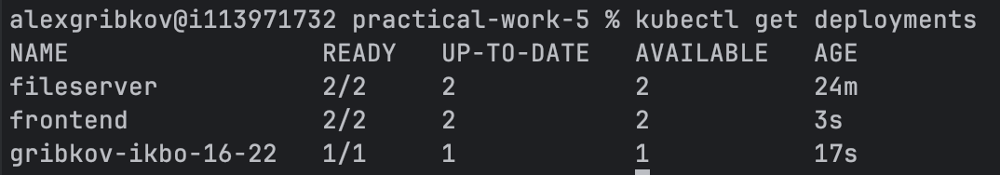 alexgribkov@i113971732 practical-work-5 % kubectl get deployments
NAME READY UP-TO-DATE AVAILABLE AGE
fileserver 2/2 2 2 24m
frontend 2/2 2 2 3s
gribkov-ikbo-16-22 1/1 1 1 17s